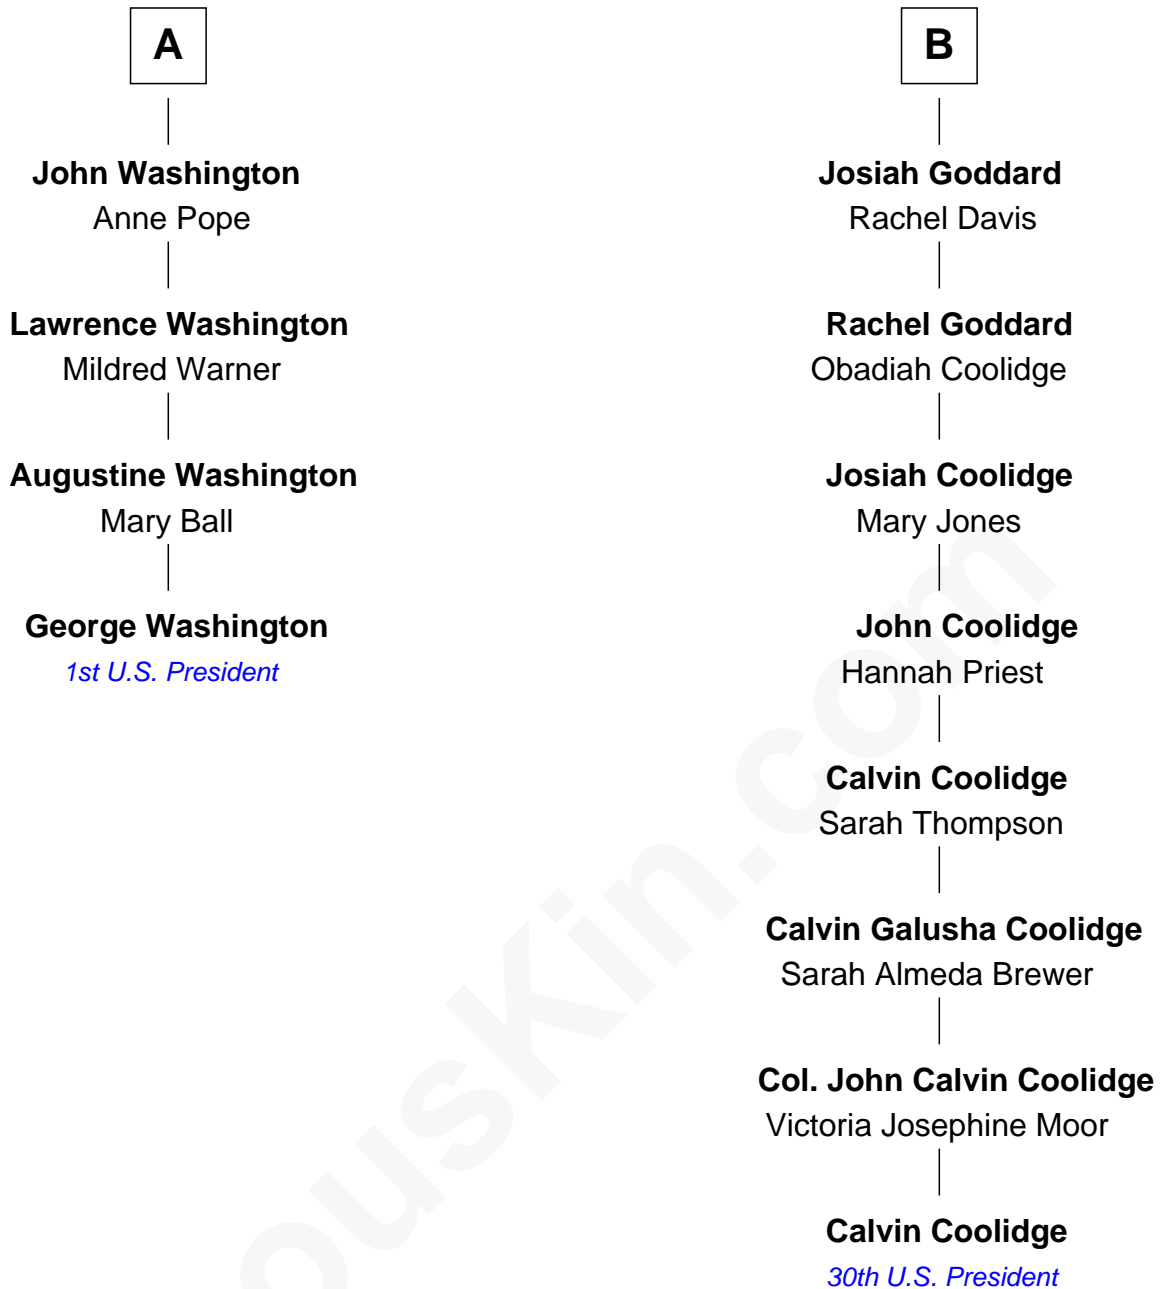 A
John Washington
Anne Pope
Lawrence Washington
Mildred Warner
Augustine Washington
Mary Ball
George Washington
1st U.S. President
B
Josiah Goddard
Rachel Davis
Rachel Goddard
Obadiah Coolidge
Josiah Coolidge
Mary Jones
John Coolidge
Hannah Priest
Calvin Coolidge
Sarah Thompson
Calvin Galusha Coolidge
Sarah Almeda Brewer
Col. John Calvin Coolidge
Victoria Josephine Moor
Calvin Coolidge
30th U.S. President
ousKin.com